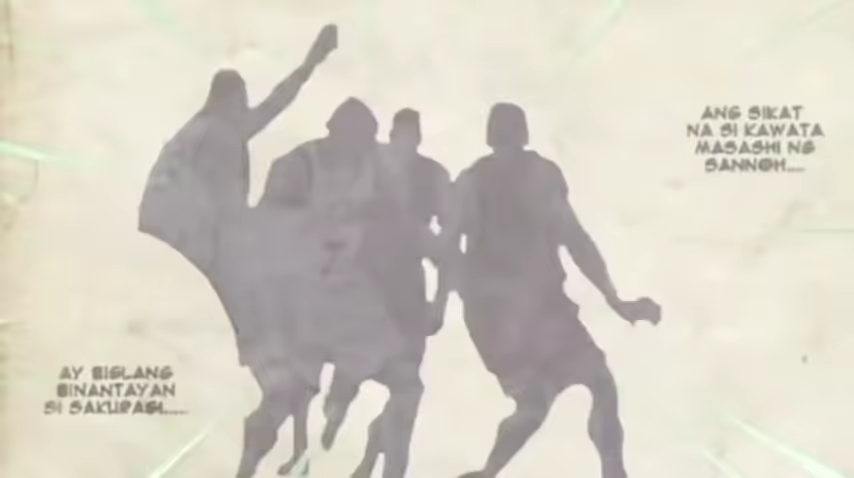 ANG SIKAT
NA SI KAWATA
MASASHI NG
SANNOH....
AY BIGLANG
BINANTAYAN
SI SAKURAGI.....